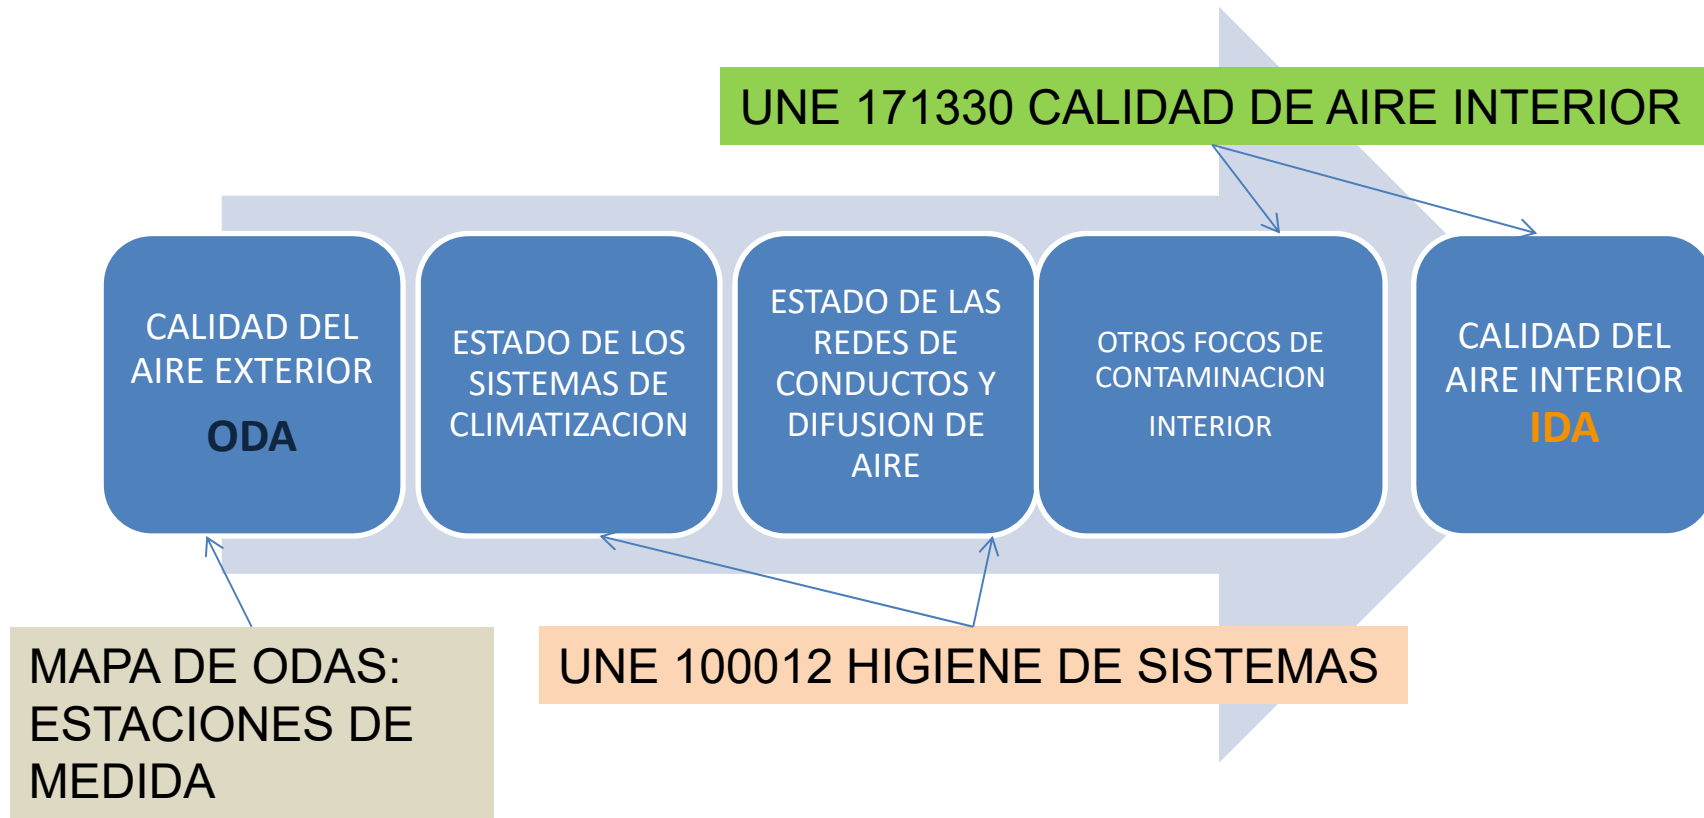 UNE 171330 CALIDAD DE AIRE INTERIOR
CALIDAD DEL
AIRE EXTERIOR
ODA
ESTADO DE LOS
SISTEMAS DE
CLIMATIZACION
ESTADO DE LAS
REDES DE
CONDUCTOS Y
DIFUSION DE
AIRE
OTROS FOCOS DE
CONTAMINACION
INTERIOR
CALIDAD DEL
AIRE INTERIOR
IDA
MAPA DE ODAS:
ESTACIONES DE
MEDIDA
UNE 100012 HIGIENE DE SISTEMAS